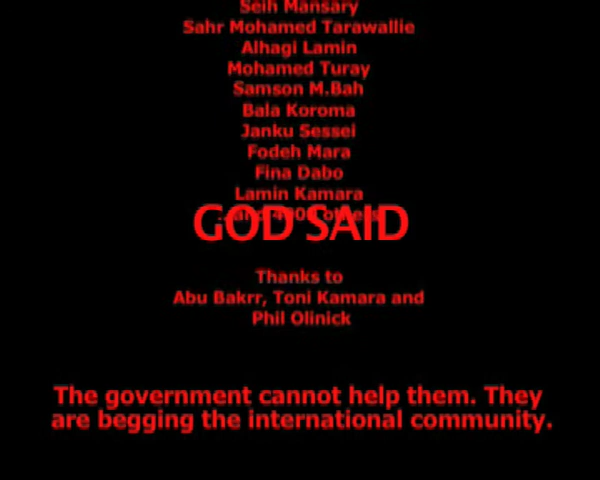 Seih Mansary
Sahr Mohamed Tarawallie
Alhagi Lamin
Mohamed Turay
Samson M.Bah
Bala Koroma
Janku Sessei
Fodeh Mara
Fina Dabo
Lamin Kamara
GOD SAID
Thanks to
Abu Bakrr, Toni Kamara and
Phil Olinick
The government cannot help them. They
are begging the international community.